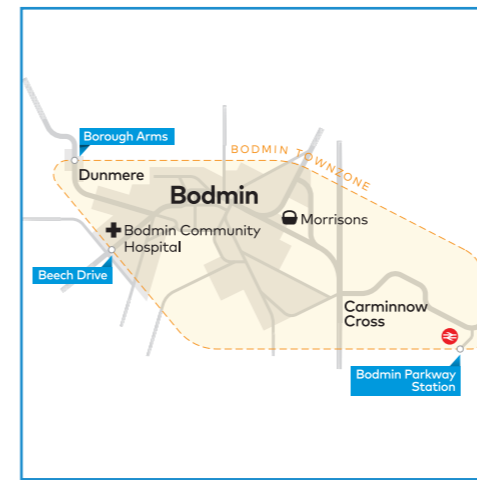 Borough Arms
BODMIN TOWNZONE
Dunmere
Bodmin
Morrisons
Bodmin Community
Hospital
Beech Drive
Carminnow
Cross
Bodmin Parkway
Station